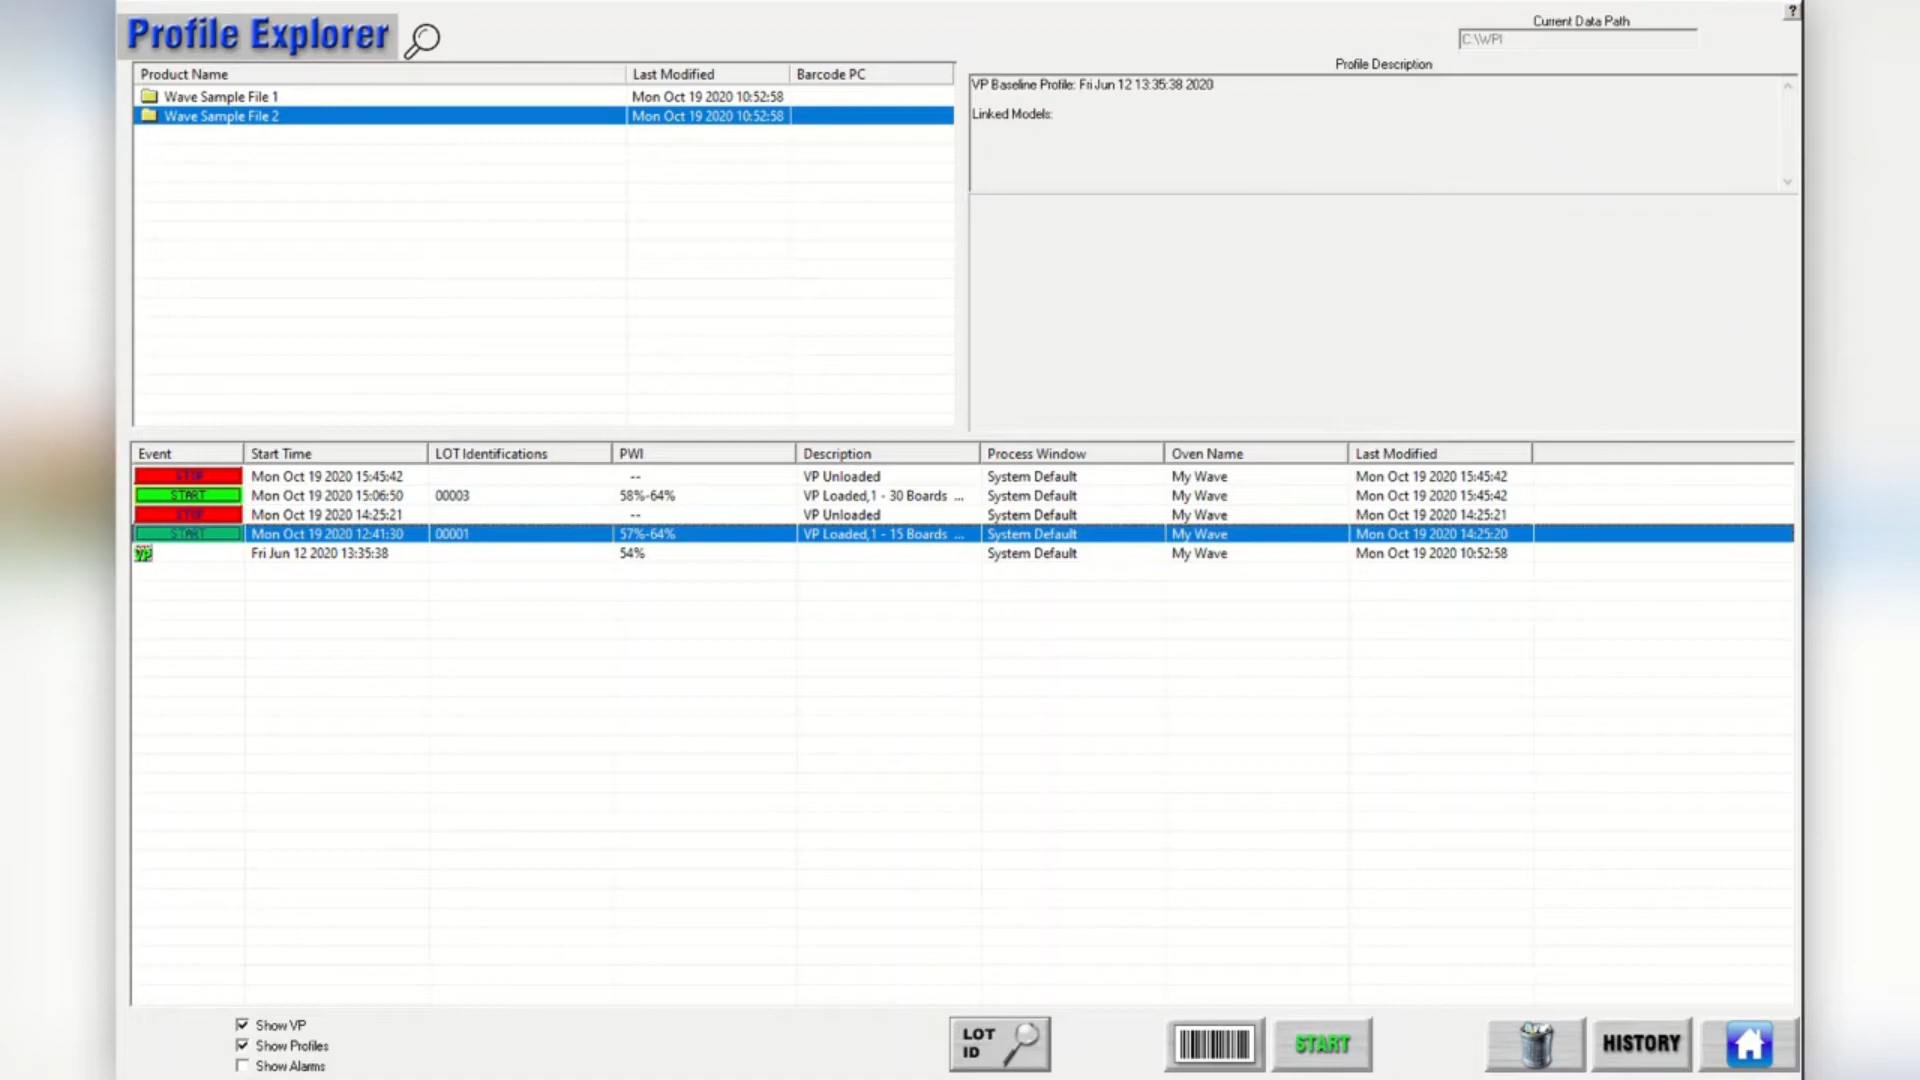 Profile Explorer
?
Current Data Path
C:\WPI
Profile Description
VP Baseline Profile: Fri Jun 12 13:35:38 2020
Linked Models:
Product Name Last Modified Barcode PC
Wave Sample File 1 Mon Oct 19 2020 10:52:58
Wave Sample File 2 Mon Oct 19 2020 10:52:58
Event Start Time LOT Identifications PWI Description Process Window Oven Name Last Modified
STOP Mon Oct 19 2020 15:45:42 -- VP Unloaded System Default My Wave Mon Oct 19 2020 15:45:42
START Mon Oct 19 2020 15:06:50 00003 58%-64% VP Loaded,1 - 30 Boards ... System Default My Wave Mon Oct 19 2020 15:45:42
STOP Mon Oct 19 2020 14:25:21 -- VP Unloaded System Default My Wave Mon Oct 19 2020 14:25:21
START Mon Oct 19 2020 12:41:30 00001 57%-64% VP Loaded,1 - 15 Boards ... System Default My Wave Mon Oct 19 2020 14:25:20
VP Fri Jun 12 2020 13:35:38 54% System Default My Wave Mon Oct 19 2020 10:52:58
Show VP
Show Profiles
Show Alarms
LOT
ID
START
HISTORY